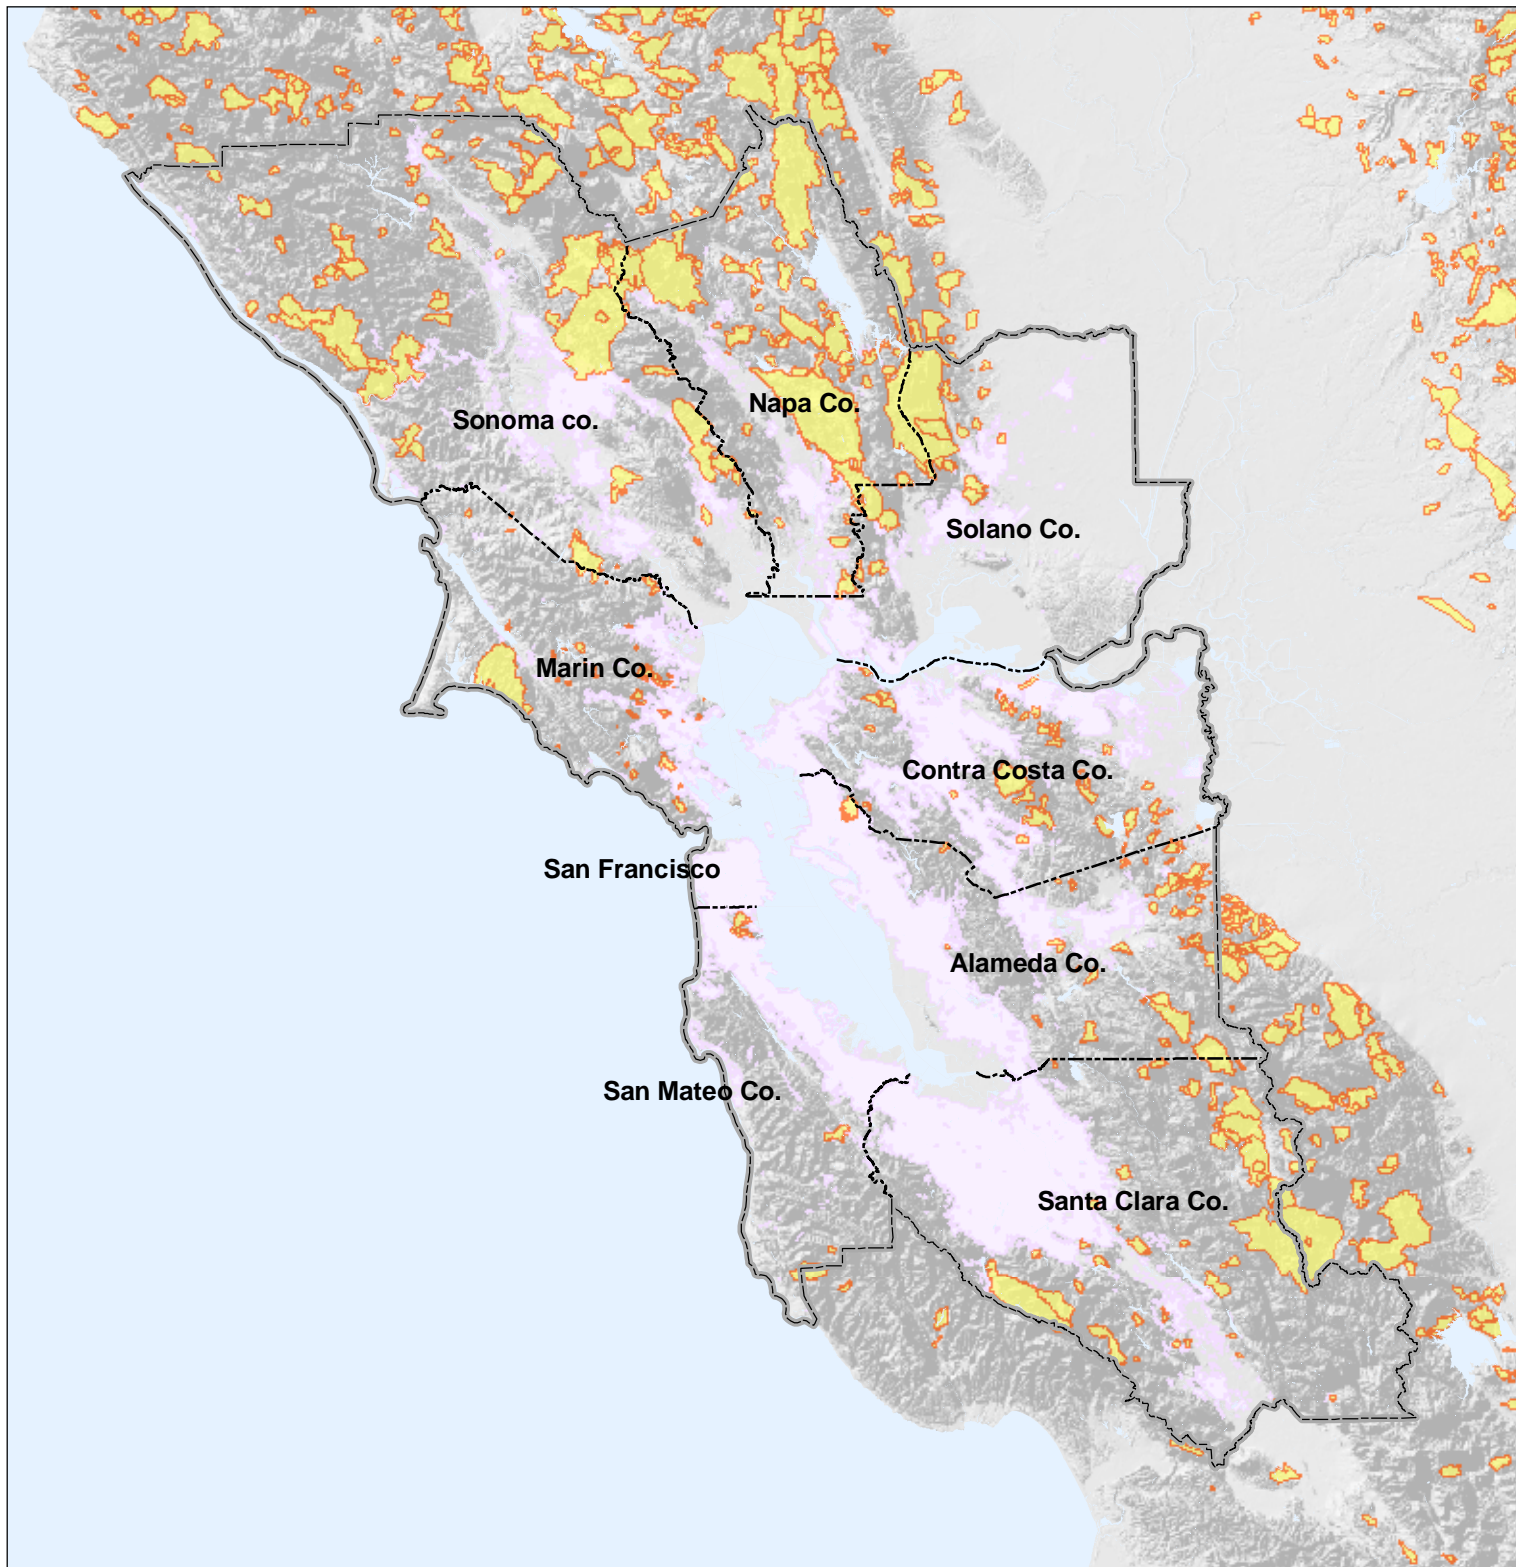 Napa Co.
Sonoma co.
Solano Co.
Marin Co.
Contra Costa Co.
San Francisco
Alameda Co.
San Mateo Co.
Santa Clara Co.